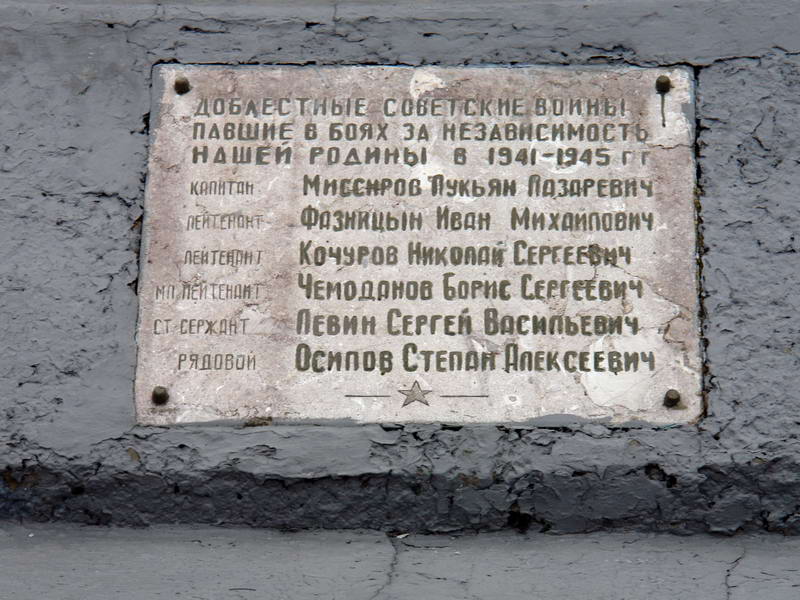 ДОБЛЕСТНЫЕ СОВЕТСКИЕ ВОИНЫ
ПАВШИЕ В БОЯХ ЗА НЕЗАВИСИМОСТЬ
НАШЕЙ РОДИНЫ В 1941-1945 ГГ
КАПИТАН МИССИРОВ ЛУКЬЯН ЛАЗАРЕВИЧ
ЛЕЙТЕНАНТ ФАЗНИЦЫН ИВАН МИХАЙЛОВИЧ
ЛЕЙТЕНАНТ КОЧУРОВ НИКОЛАЙ СЕРГЕЕВИЧ
МЛ ЛЕЙТЕНАНТ ЧЕМОДАНОВ БОРИС СЕРГЕЕВИЧ
СТ СЕРЖАНТ ЛЕВИН СЕРГЕЙ ВАСИЛЬЕВИЧ
РЯДОВОЙ ОСИПОВ СТЕПАН АЛЕКСЕЕВИЧ